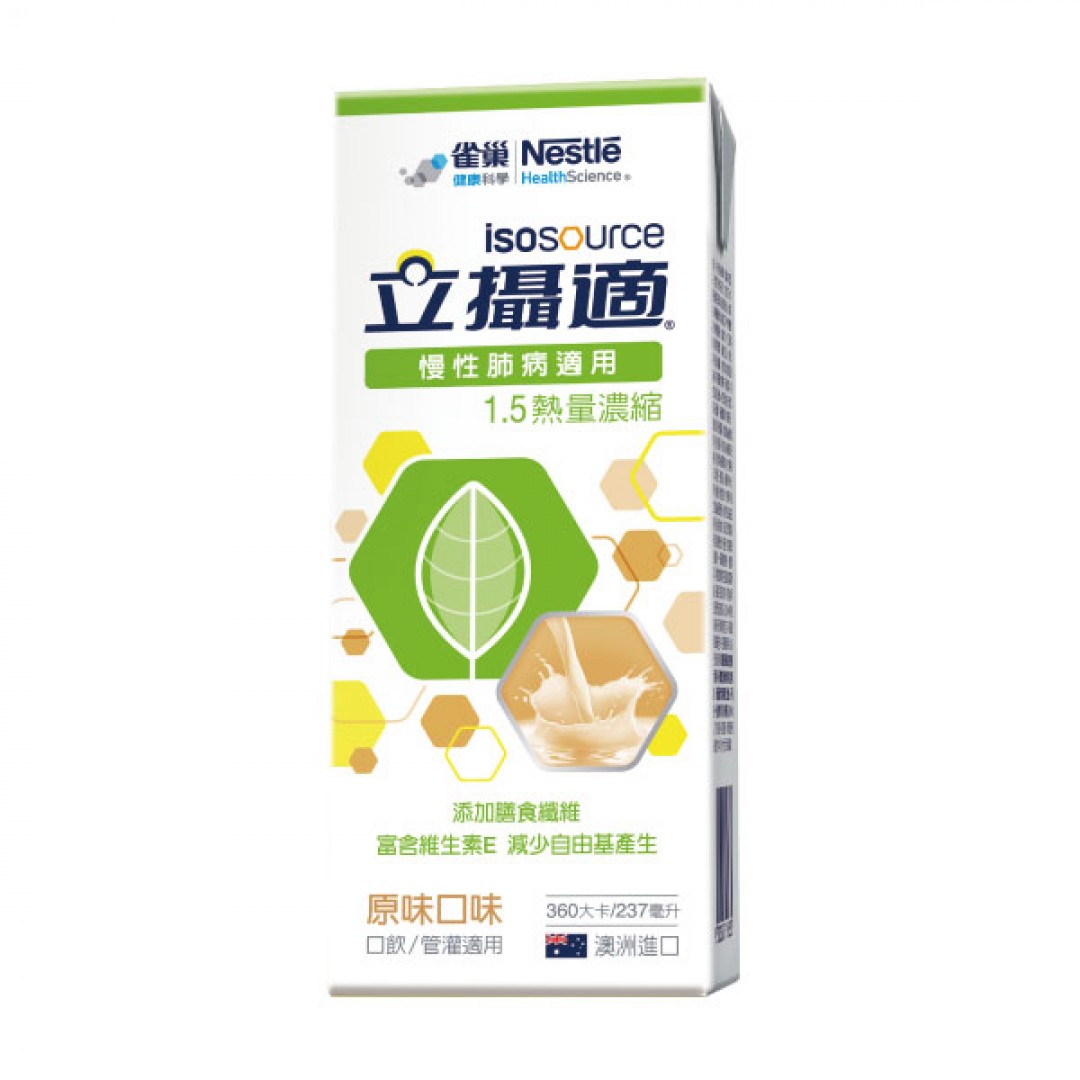 雀巢 Nestlé
健康科學 HealthScience®
isosource
立攝適®
慢性肺病適用
1.5熱量濃縮
添加膳食纖維
富含維生素E 減少自由基產生
原味口味
360大卡/237毫升
口飲/管灌適用
澳洲進口